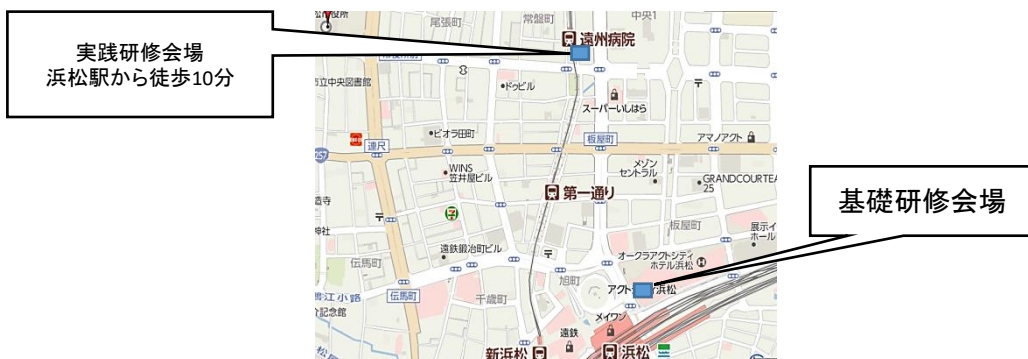 実践研修会場
浜松駅から徒歩10分
基礎研修会場
尾張町
常盤町
中央1
遠州病院
市立中央図書館
ドゥビル
スーパーいしはら
ビオラ田町
板屋町
アマノアクト
連尺
257
WINS
笠井屋ビル
メゾン
セントラル
GRANDCOURTEA
25
第一通り
板屋町
展示イ
ホール
遠鉄鍛冶町ビル
オークラアクトシティ
ホテル浜松
伝馬町
旭町
アクト
浜松
伝馬町
千歳町
メイワン
遠鉄
新浜松
浜松